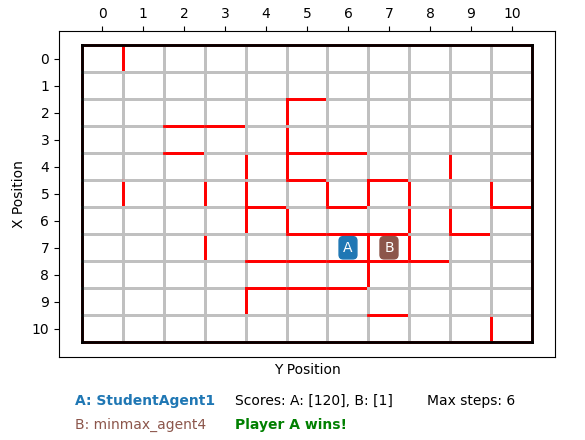 0 1 2 3 4 5 6 7 8 9 10
0
1
2
3
4
5
6
7 A B
8
9
10
X Position
Y Position
A: StudentAgent1 Scores: A: [120], B: [1] Max steps: 6
B: minmax_agent4 Player A wins!